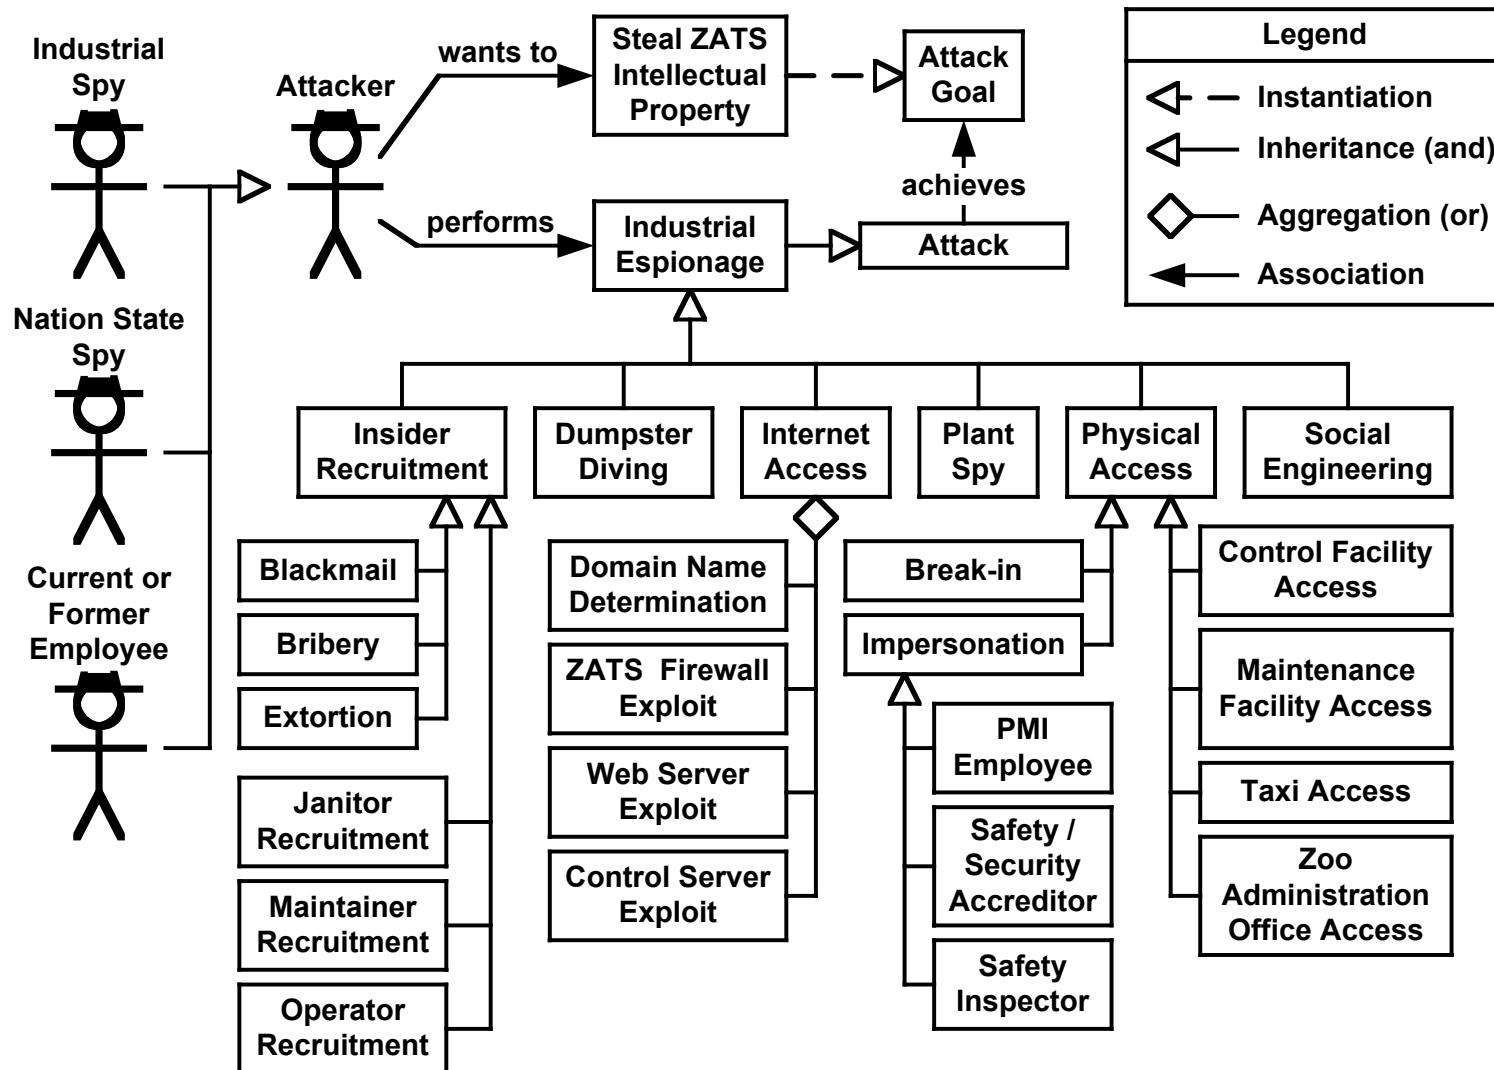 Industrial
Spy
Attacker
wants to
Steal ZATS
Intellectual
Property
Attack
Goal
Legend
Instantiation
Inheritance (and)
Aggregation (or)
Association
achieves
performs
Industrial
Espionage
Attack
Nation State
Spy
Current or
Former
Employee
Insider
Recruitment
Dumpster
Diving
Internet
Access
Plant
Spy
Physical
Access
Social
Engineering
Blackmail
Bribery
Extortion
Janitor
Recruitment
Maintainer
Recruitment
Operator
Recruitment
Domain Name
Determination
ZATS Firewall
Exploit
Web Server
Exploit
Control Server
Exploit
Break-in
Impersonation
PMI
Employee
Safety /
Security
Accreditor
Safety
Inspector
Control Facility
Access
Maintenance
Facility Access
Taxi Access
Zoo
Administration
Office Access